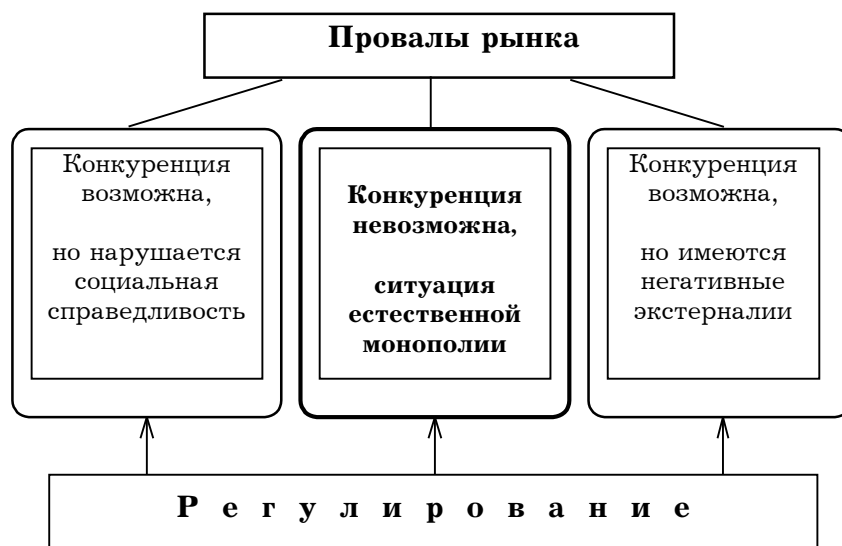 Провалы рынка
Конкуренция
возможна,
но нарушается
социальная
справедливость
Конкуренция
невозможна,
ситуация
естественной
монополии
Конкуренция
возможна,
но имеются
негативные
экстерналии
Регулирование